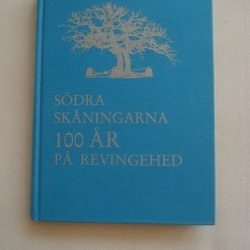 SÖDRA
SKÅNINGARNA
100 ÅR
PÅ REVINGEHED